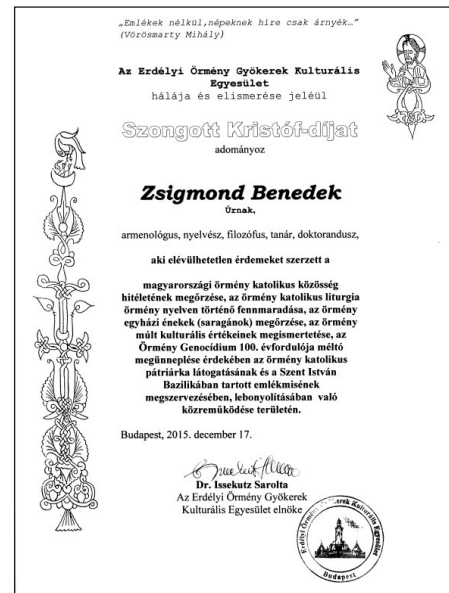 „Emlékek nélkül,népeknek híre csak árnyék…”
(Vörösmarty Mihály)
Az Erdélyi Örmény Gyökerek Kulturális
Egyesület
hálája és elismerése jeléül
Szongott Kristóf-díjat
adományoz
Zsigmond Benedek
Úrnak,
armenológus, nyelvész, filozófus, tanár, doktorandusz,
aki elévülhetetlen érdemeket szerzett a
magyarországi örmény katolikus közösség
hitéletének megőrzése, az örmény katolikus liturgia
örmény nyelven történő fennmaradása, az örmény
egyházi énekek (saragánok) megőrzése, az örmény
múlt kulturális értékeinek megismertetése, az
Örmény Genocídium 100. évfordulója méltó
megünneplése érdekében az örmény katolikus
pátriárka látogatásának és a Szent István
Bazilikában tartott emlékmisének
megszervezésében, lebonyolításában való
közreműködése területén.
Budapest, 2015. december 17.
Dr. Issekutz Sarolta
Az Erdélyi Örmény Gyökerek
Kulturális Egyesület elnöke
Erdélyi Örmény Gyökerek Kulturális Egyesület
Budapest